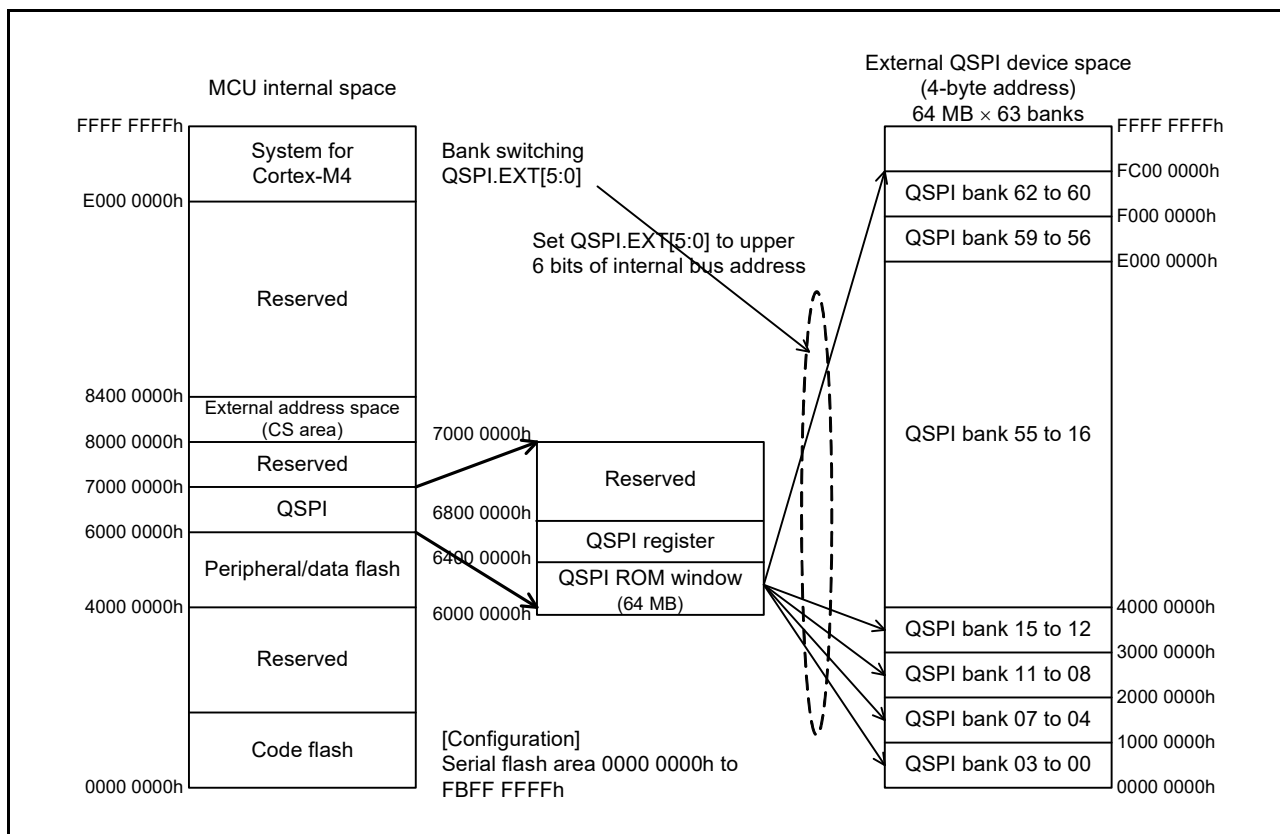 MCU internal space
FFFF FFFFh
System for
Cortex-M4
E000 0000h
Reserved
8400 0000h
External address space
(CS area)
8000 0000h
Reserved
7000 0000h
QSPI
6000 0000h
Peripheral/data flash
4000 0000h
Reserved
Code flash
0000 0000h
Bank switching
QSPI.EXT[5:0]
Set QSPI.EXT[5:0] to upper
6 bits of internal bus address
7000 0000h
Reserved
6800 0000h
QSPI register
6400 0000h
QSPI ROM window
(64 MB)
6000 0000h
[Configuration]
Serial flash area 0000 0000h to
FBFF FFFFh
External QSPI device space
(4-byte address)
64 MB × 63 banks
FFFF FFFFh
FC00 0000h
QSPI bank 62 to 60
F000 0000h
QSPI bank 59 to 56
E000 0000h
QSPI bank 55 to 16
4000 0000h
QSPI bank 15 to 12
3000 0000h
QSPI bank 11 to 08
2000 0000h
QSPI bank 07 to 04
1000 0000h
QSPI bank 03 to 00
0000 0000h